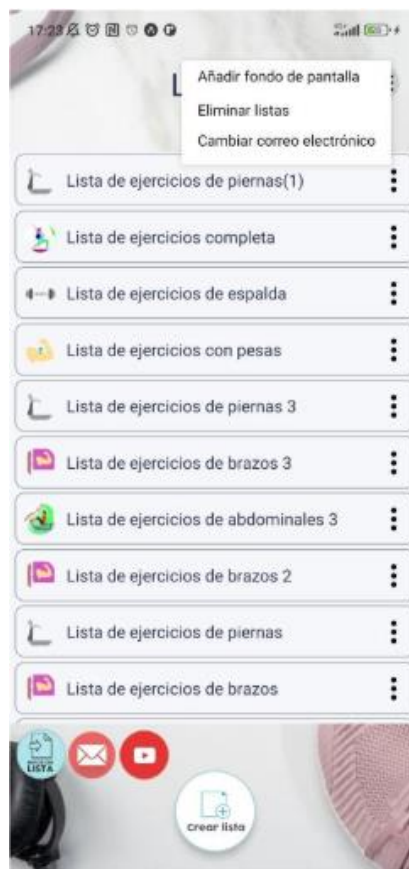 17:23
L
Añadir fondo de pantalla
Eliminar listas
Cambiar correo electrónico
Lista de ejercicios de piernas(1)
Lista de ejercicios completa
Lista de ejercicios de espalda
Lista de ejercicios con pesas
Lista de ejercicios de piernas 3
Lista de ejercicios de brazos 3
Lista de ejercicios de abdominales 3
Lista de ejercicios de brazos 2
Lista de ejercicios de piernas
Lista de ejercicios de brazos
LISTA
Crear lista